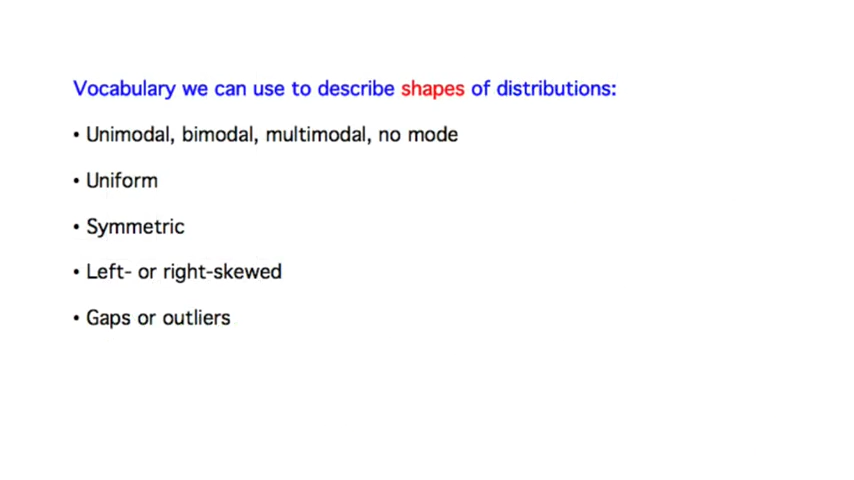 Vocabulary we can use to describe shapes of distributions:
• Unimodal, bimodal, multimodal, no mode
• Uniform
• Symmetric
• Left- or right-skewed
• Gaps or outliers